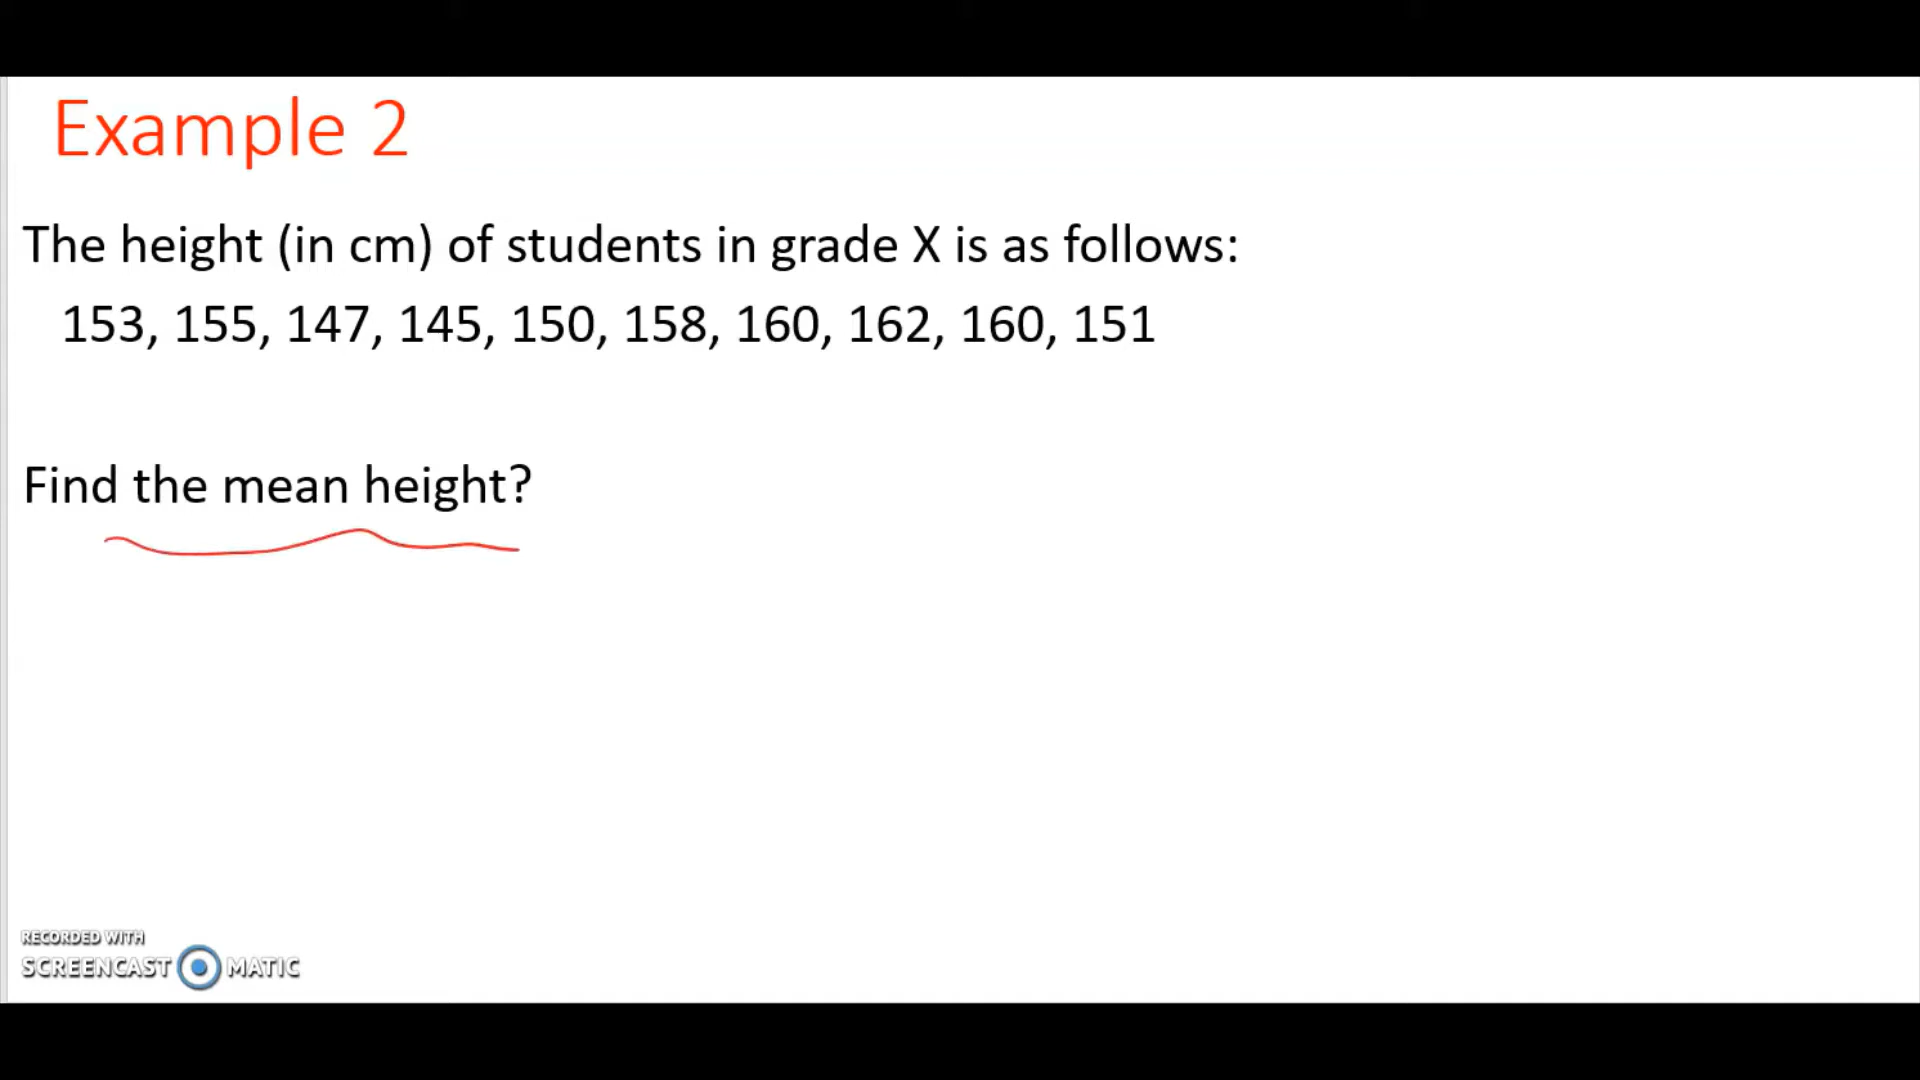 Example 2
The height (in cm) of students in grade X is as follows:
153, 155, 147, 145, 150, 158, 160, 162, 160, 151
Find the mean height?
RECORDED WITH
SCREENCAST MATIC